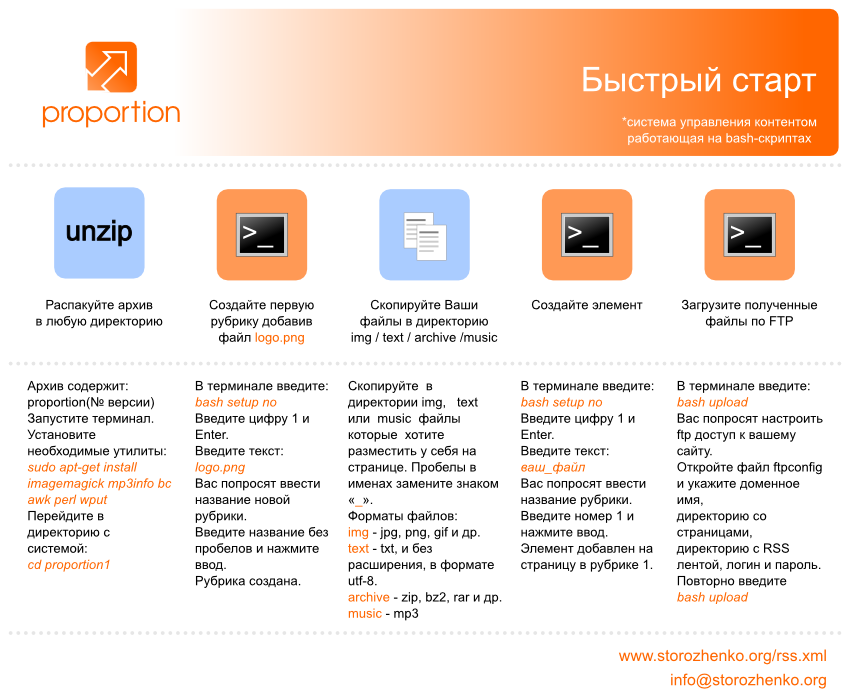 proportion
Быстрый старт
*система управления контентом
работающая на bash-скриптах
unzip
>_
>_
>_
Распакуйте архив
в любую директорию
Создайте первую
рубрику добавив
файл logo.png
Скопируйте Ваши
файлы в директорию
img / text / archive /music
Создайте элемент
Загрузите полученные
файлы по FTP
Архив содержит:
proportion(№ версии)
Запустите терминал.
Установите
необходимые утилиты:
sudo apt-get install
imagemagick mp3info bc
awk perl wput
Перейдите в
директорию с
системой:
cd proportion1
В терминале введите:
bash setup no
Введите цифру 1 и
Enter.
Введите текст:
logo.png
Вас попросят ввести
название новой
рубрики.
Введите название без
пробелов и нажмите
ввод.
Рубрика создана.
Скопируйте в
директории img, text
или music файлы
которые хотите
разместить у себя на
странице. Пробелы в
именах замените знаком
«_».
Форматы файлов:
img - jpg, png, gif и др.
text - txt, и без
расширения, в формате
utf-8.
archive - zip, bz2, rar и др.
music - mp3
В терминале введите:
bash setup no
Введите цифру 1 и
Enter.
Введите текст:
ваш_файл
Вас попросят ввести
название рубрики.
Введите номер 1 и
нажмите ввод.
Элемент добавлен на
страницу в рубрике 1.
В терминале введите:
bash upload
Вас попросят настроить
ftp доступ к вашему
сайту.
Откройте файл ftpconfig
и укажите доменное
имя,
директорию со
страницами,
директорию с RSS
лентой, логин и пароль.
Повторно введите
bash upload
www.storozhenko.org/rss.xml
info@storozhenko.org